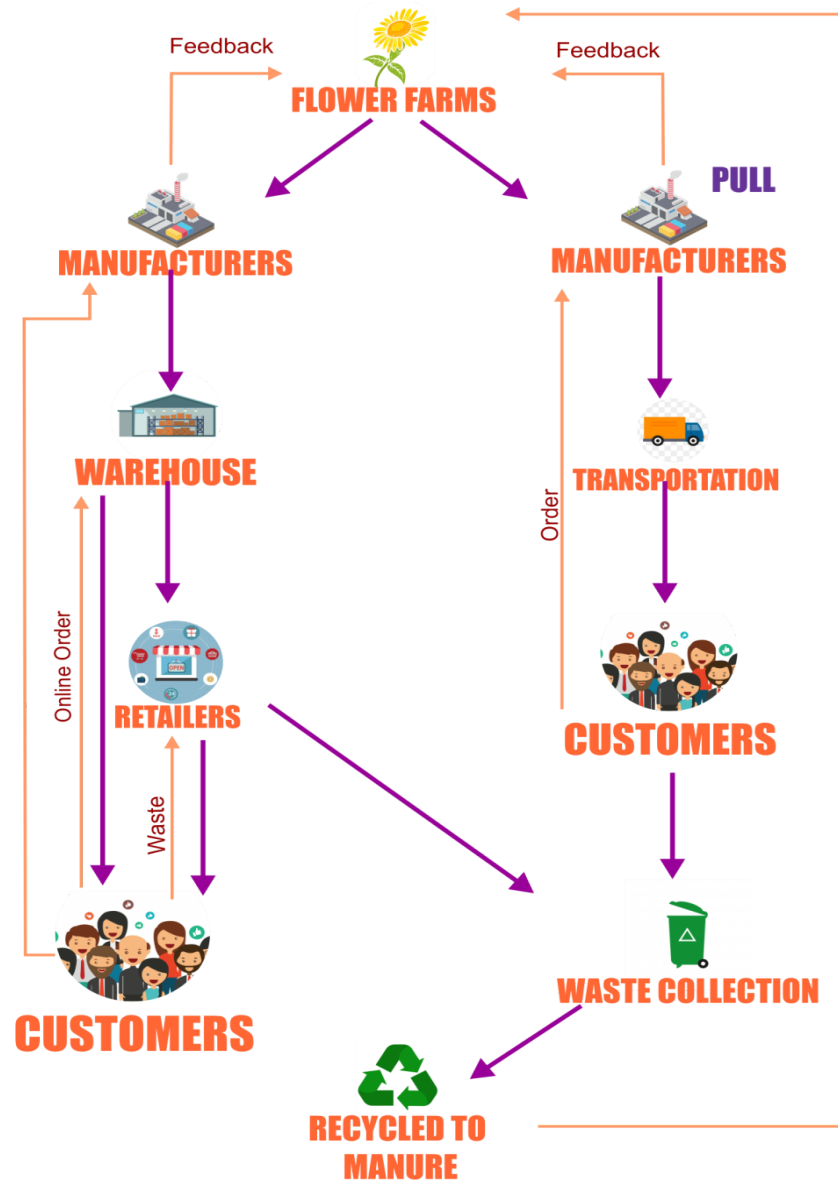 Feedback
Feedback
FLOWER FARMS
PULL
MANUFACTURERS
MANUFACTURERS
WAREHOUSE
TRANSPORTATION
Order
Online Order
OPEN
RETAILERS
CUSTOMERS
Waste
WASTE COLLECTION
CUSTOMERS
RECYCLED TO
MANURE